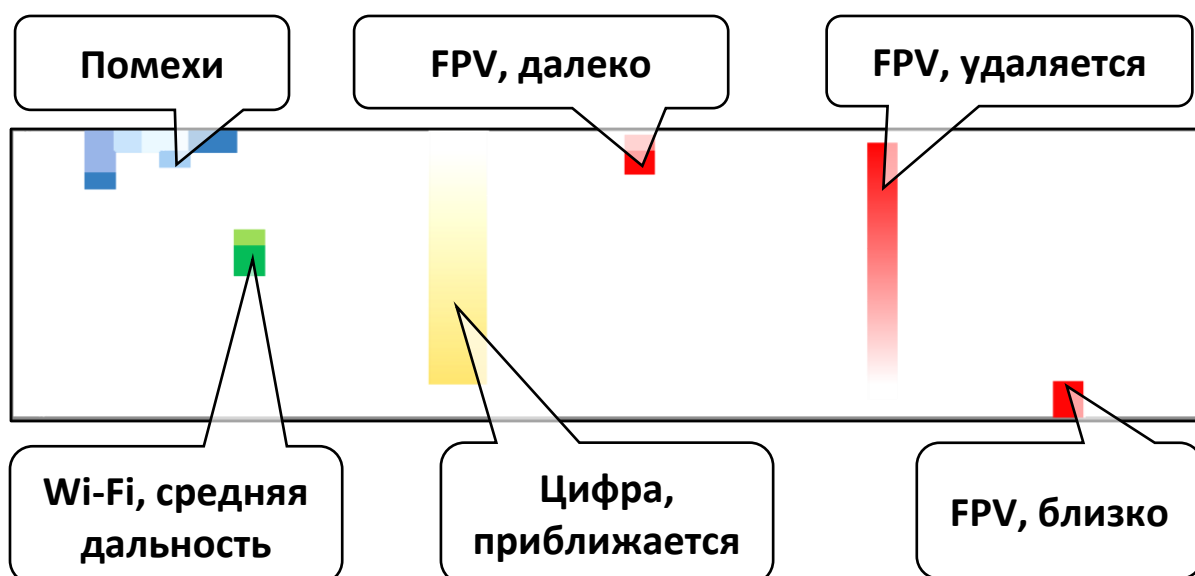 Помехи
FPV, далеко
FPV, удаляется
Wi-Fi, средняя
дальность
Цифра,
приближается
FPV, близко